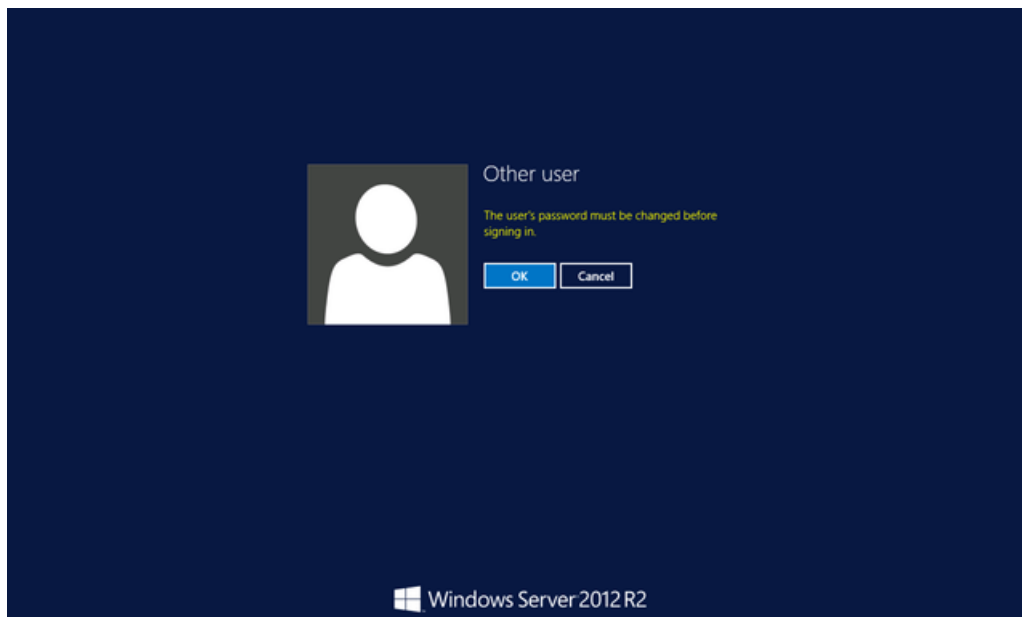 Other user
The user's password must be changed before
signing in.
OK Cancel
Windows Server 2012 R2